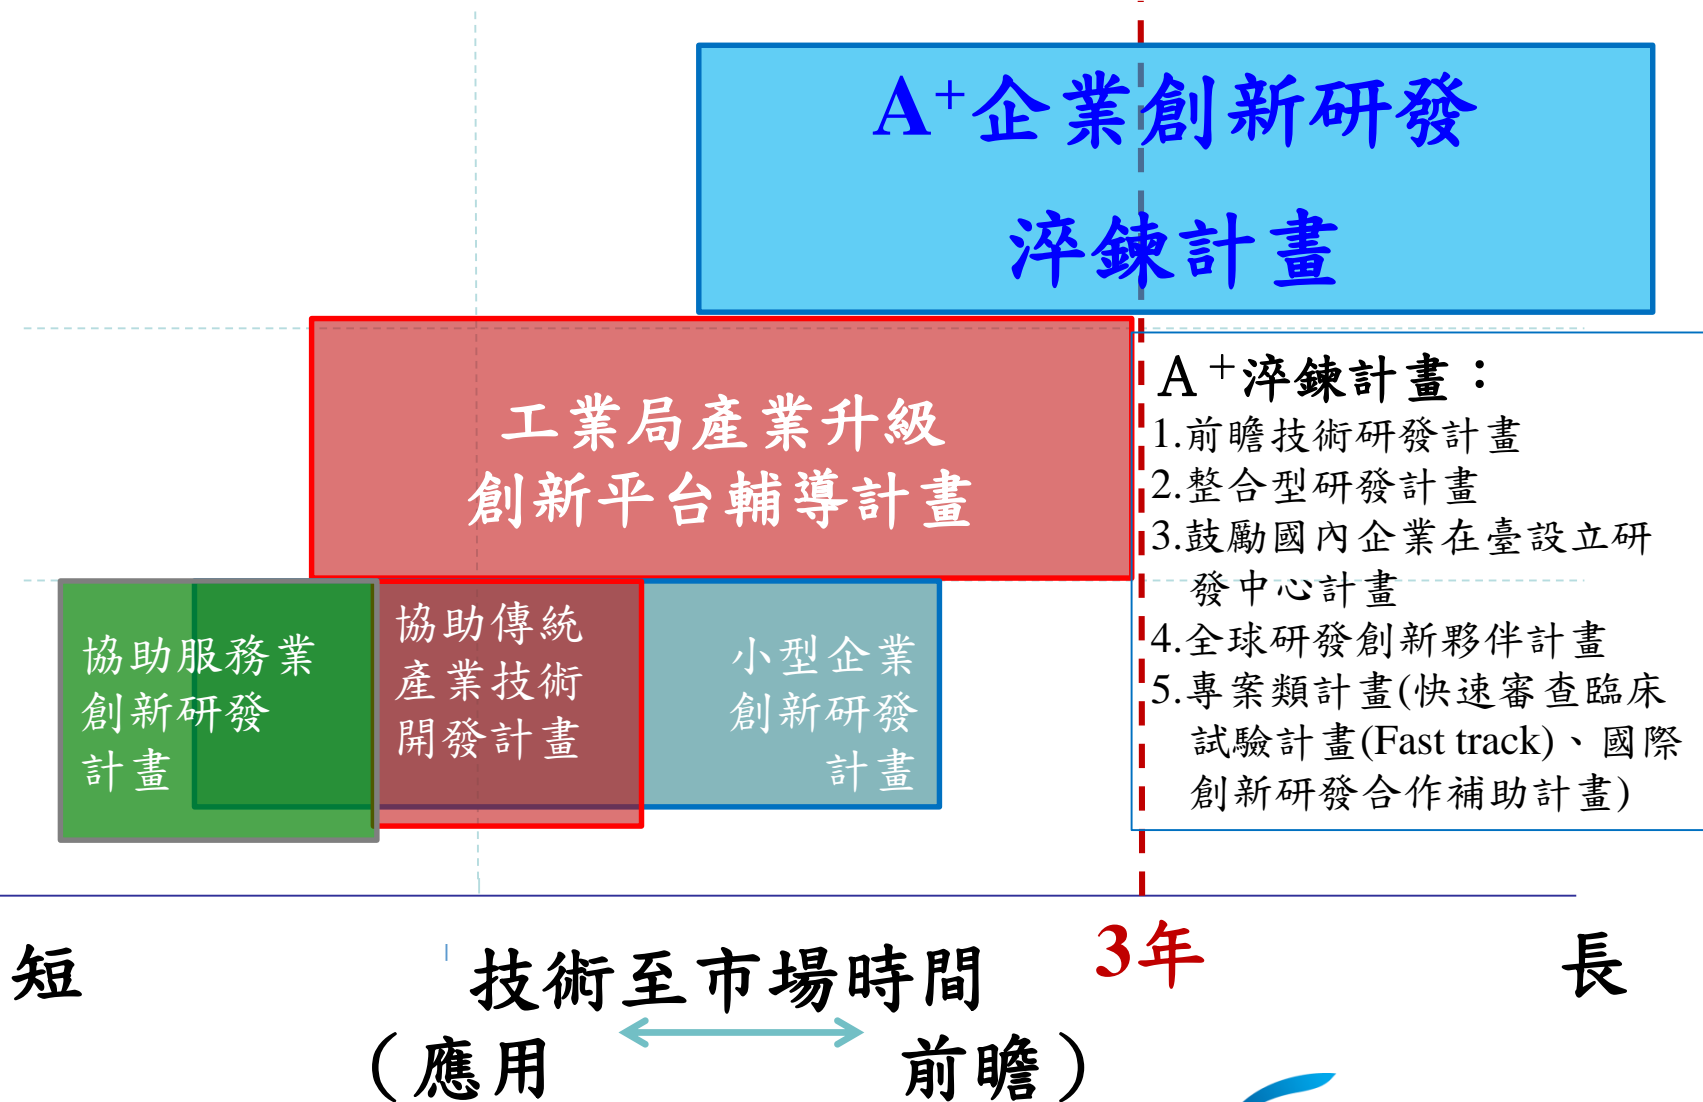 A⁺企業創新研發
淬鍊計畫
工業局產業升級
創新平台輔導計畫
A⁺淬鍊計畫：
1.前瞻技術研發計畫
2.整合型研發計畫
3.鼓勵國內企業在臺設立研
發中心計畫
4.全球研發創新夥伴計畫
5.專案類計畫(快速審查臨床
試驗計畫(Fast track)、國際
創新研發合作補助計畫)
協助服務業
創新研發
計畫
協助傳統
產業技術
開發計畫
小型企業
創新研發
計畫
短
技術至市場時間
3年
長
（應用
前瞻）